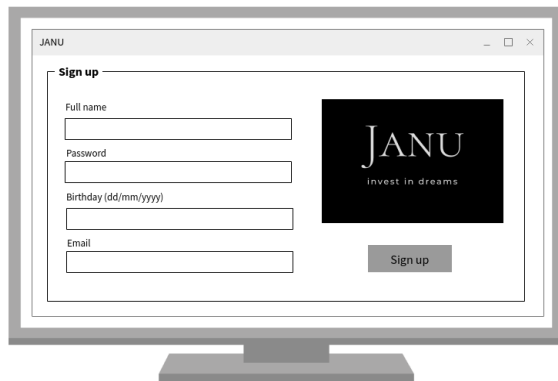 JANU
Sign up
Full name
Password
Birthday (dd/mm/yyyy)
Email
JANU
invest in dreams
Sign up